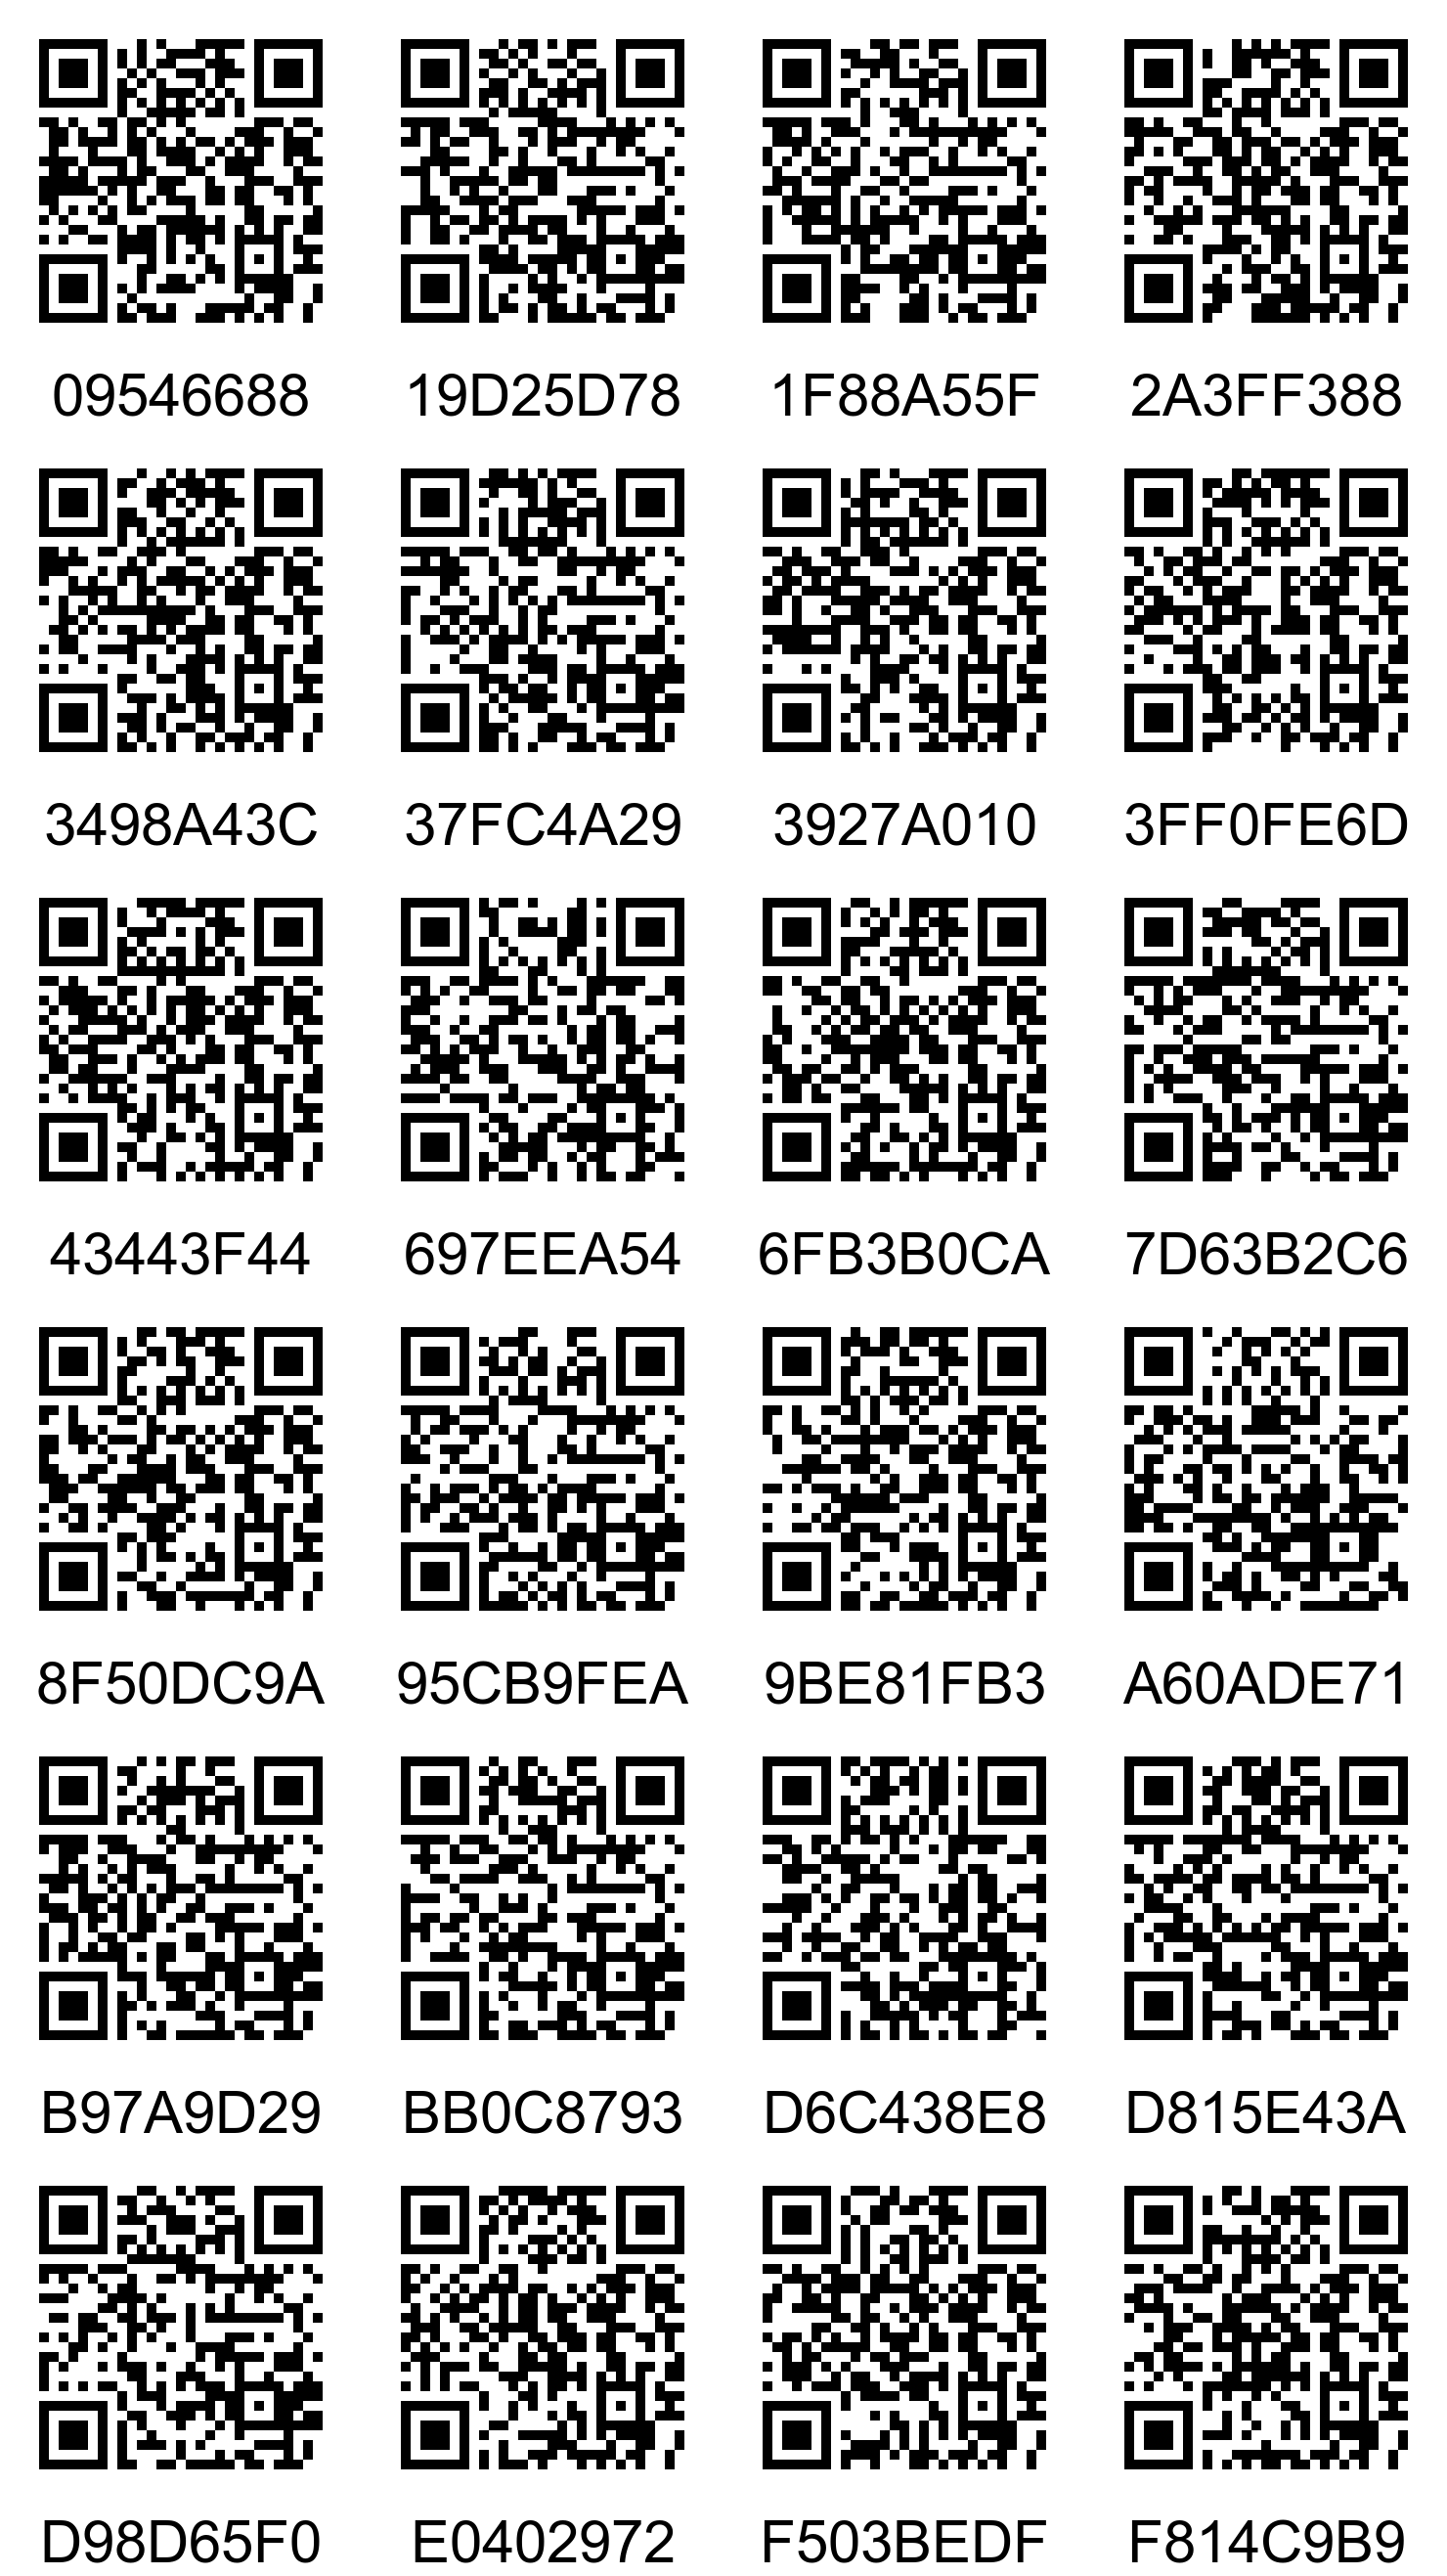 09546688 19D25D78 1F88A55F 2A3FF388
3498A43C 37FC4A29 3927A010 3FF0FE6D
43443F44 697EEA54 6FB3B0CA 7D63B2C6
8F50DC9A 95CB9FEA 9BE81FB3 A60ADE71
B97A9D29 BB0C8793 D6C438E8 D815E43A
D98D65F0 E0402972 F503BEDF F814C9B9